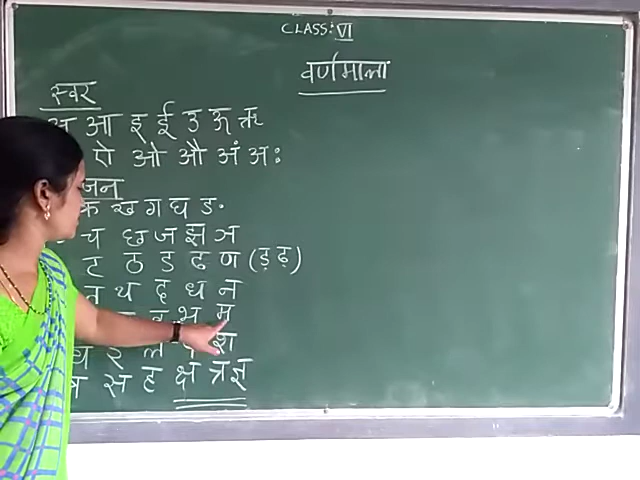 CLASS: VI
वर्णमाला
स्वर
अ आ इ ई उ ऊ ऋ
ऐ ओ औ अं अः
क ख ग घ ङ
च छ ज झ ञ
ट ठ ड ढ ण (ड़ ढ़)
त थ द ध न
ब भ म
य र ल व श
ष स ह क्ष त्र ज्ञ